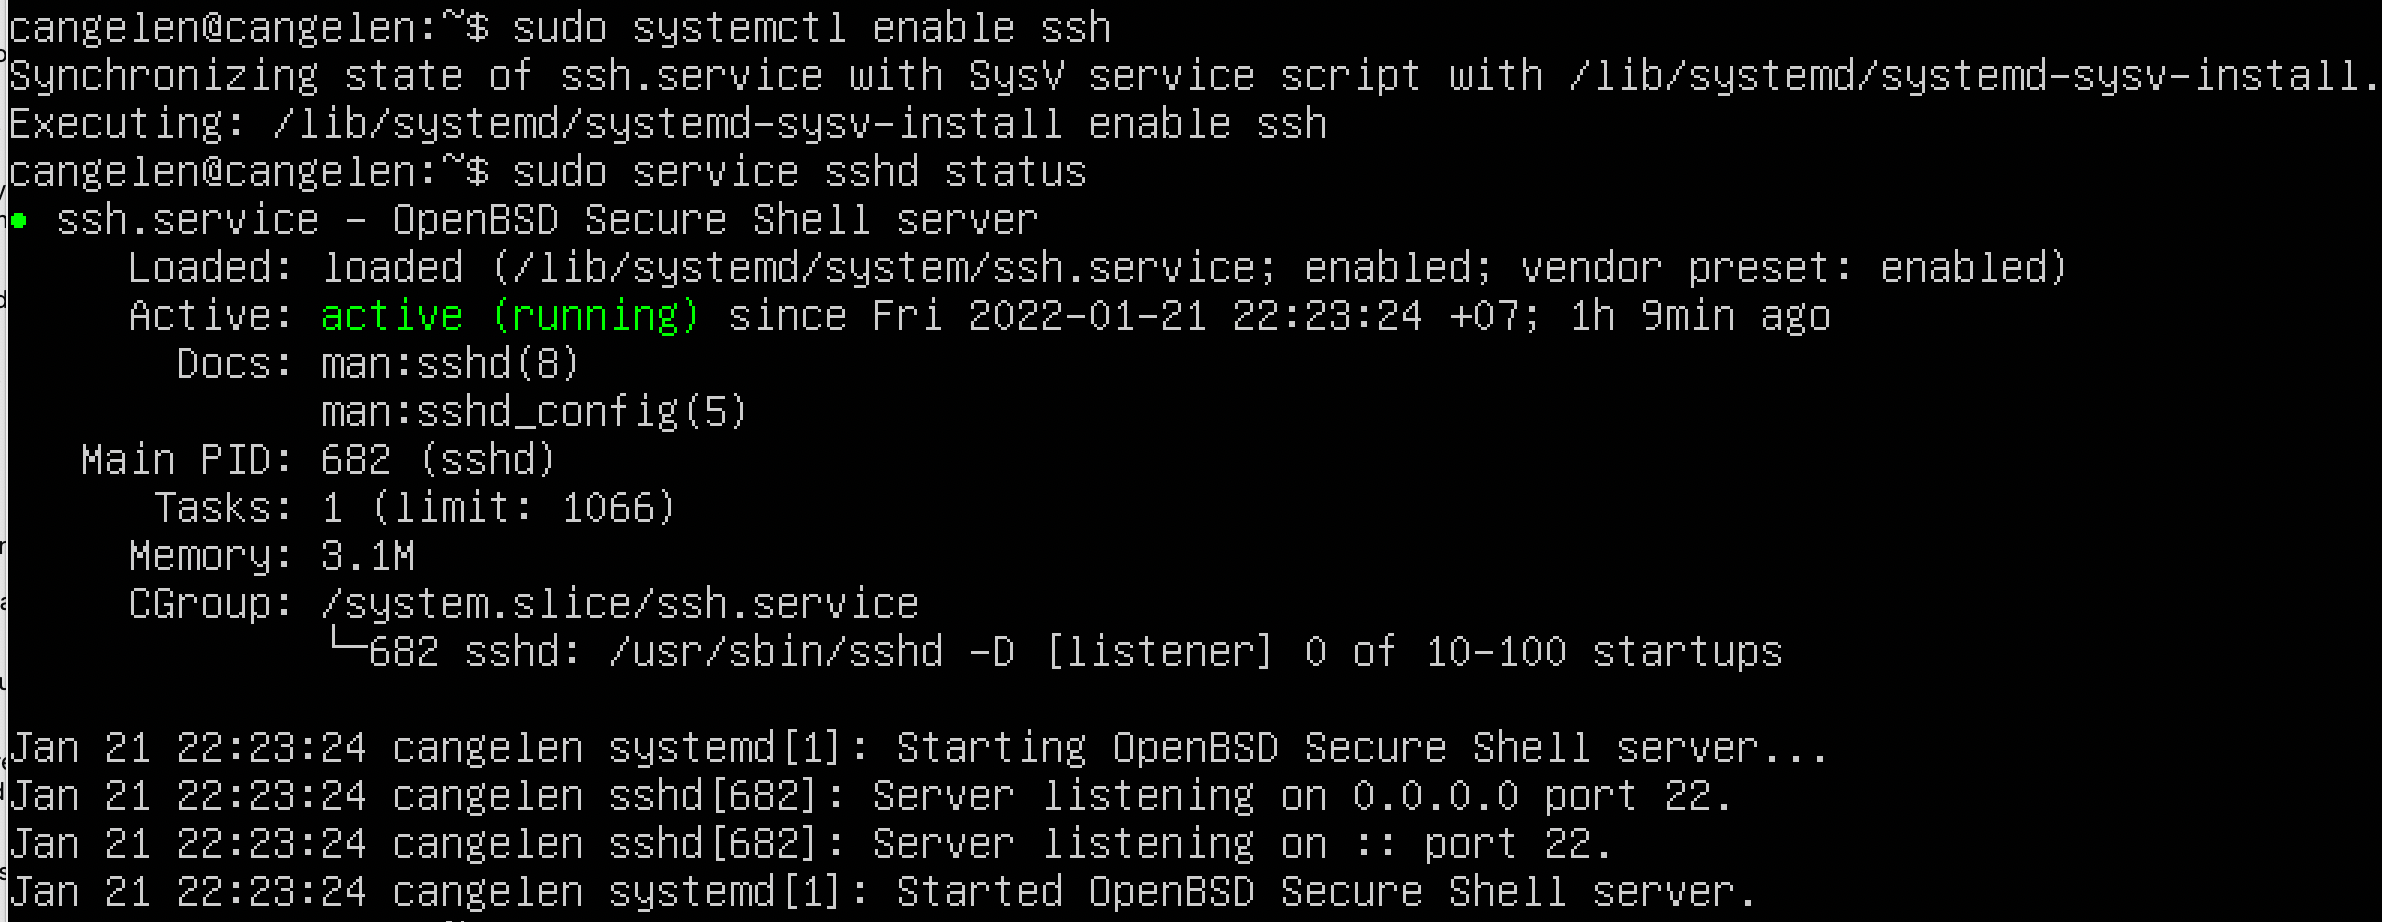 cangelen@cangelen:~$ sudo systemctl enable ssh
Synchronizing state of ssh.service with SysV service script with /lib/systemd/systemd-sysv-install.
Executing: /lib/systemd/systemd-sysv-install enable ssh
cangelen@cangelen:~$ sudo service sshd status
● ssh.service - OpenBSD Secure Shell server
     Loaded: loaded (/lib/systemd/system/ssh.service; enabled; vendor preset: enabled)
     Active: active (running) since Fri 2022-01-21 22:23:24 +07; 1h 9min ago
       Docs: man:sshd(8)
             man:sshd_config(5)
   Main PID: 682 (sshd)
      Tasks: 1 (limit: 1066)
     Memory: 3.1M
     CGroup: /system.slice/ssh.service
             └─682 sshd: /usr/sbin/sshd -D [listener] 0 of 10-100 startups

Jan 21 22:23:24 cangelen systemd[1]: Starting OpenBSD Secure Shell server...
Jan 21 22:23:24 cangelen sshd[682]: Server listening on 0.0.0.0 port 22.
Jan 21 22:23:24 cangelen sshd[682]: Server listening on :: port 22.
Jan 21 22:23:24 cangelen systemd[1]: Started OpenBSD Secure Shell server.